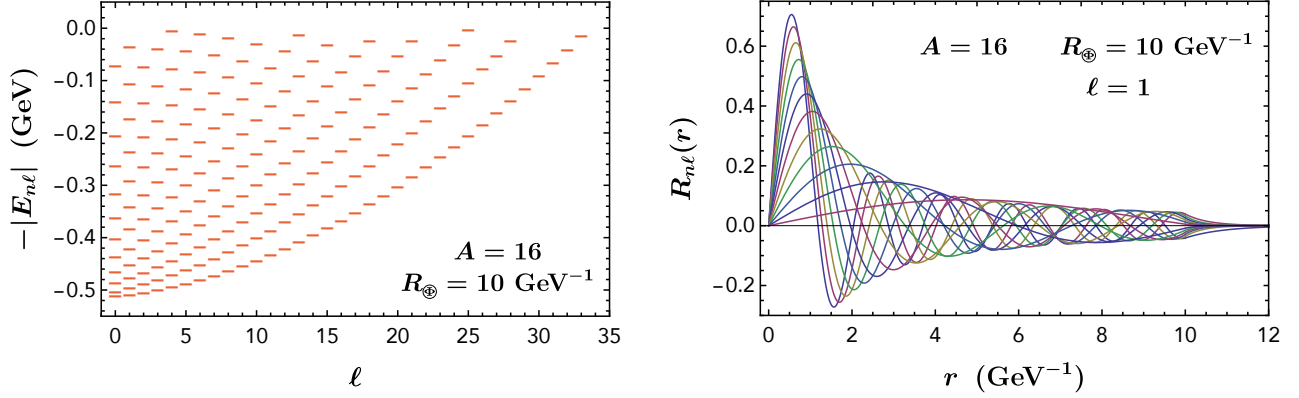 0.0
−0.1
−0.2
−0.3
−0.4
−0.5
−|E_{nℓ}| (GeV)
A = 16
R_⊕ = 10 GeV^{−1}
0 5 10 15 20 25 30 35
ℓ
0.6
0.4
0.2
0.0
−0.2
R_{nℓ}(r)
A = 16 R_⊕ = 10 GeV^{−1}
ℓ = 1
0 2 4 6 8 10 12
r (GeV^{−1})